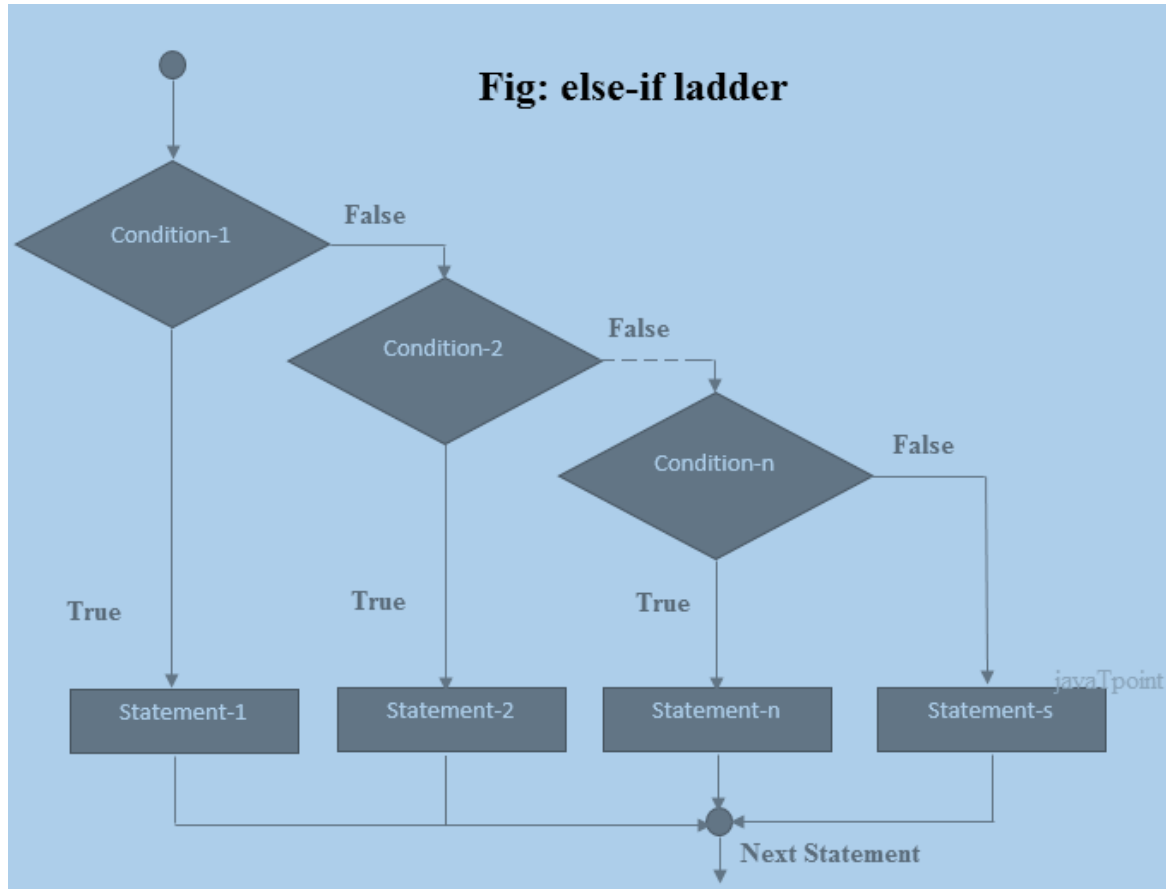 Fig: else-if ladder
Condition-1
False
Condition-2
False
Condition-n
False
True
True
True
javaTpoint
Statement-1
Statement-2
Statement-n
Statement-s
Next Statement